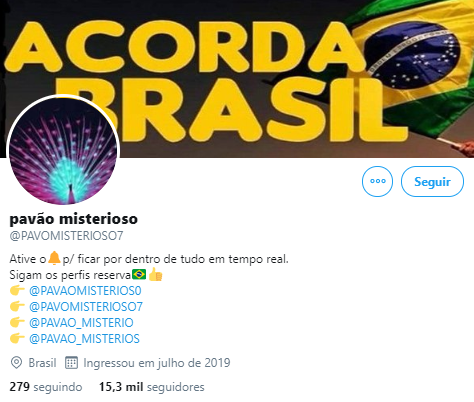 ACORDA
BRASIL
Seguir
pavão misterioso
@PAVOMISTERIOSO7
Ative o🔔p/ ficar por dentro de tudo em tempo real.
Sigam os perfis reserva🇧🇷👍
👉 @PAVAOMISTERIOS0
👉 @PAVOMISTERIOSO7
👉 @PAVAO_MISTERIO
👉 @PAVAO_MISTERIOS
Brasil Ingressou em julho de 2019
279 seguindo 15,3 mil seguidores